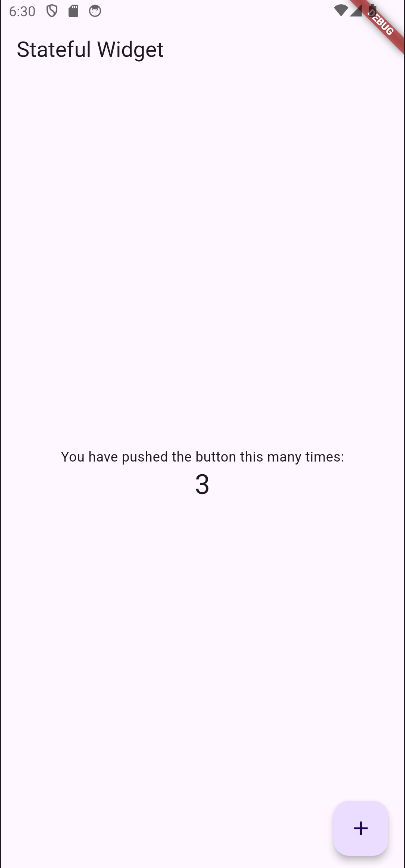 6:30
DEBUG
Stateful Widget
You have pushed the button this many times:
3
+